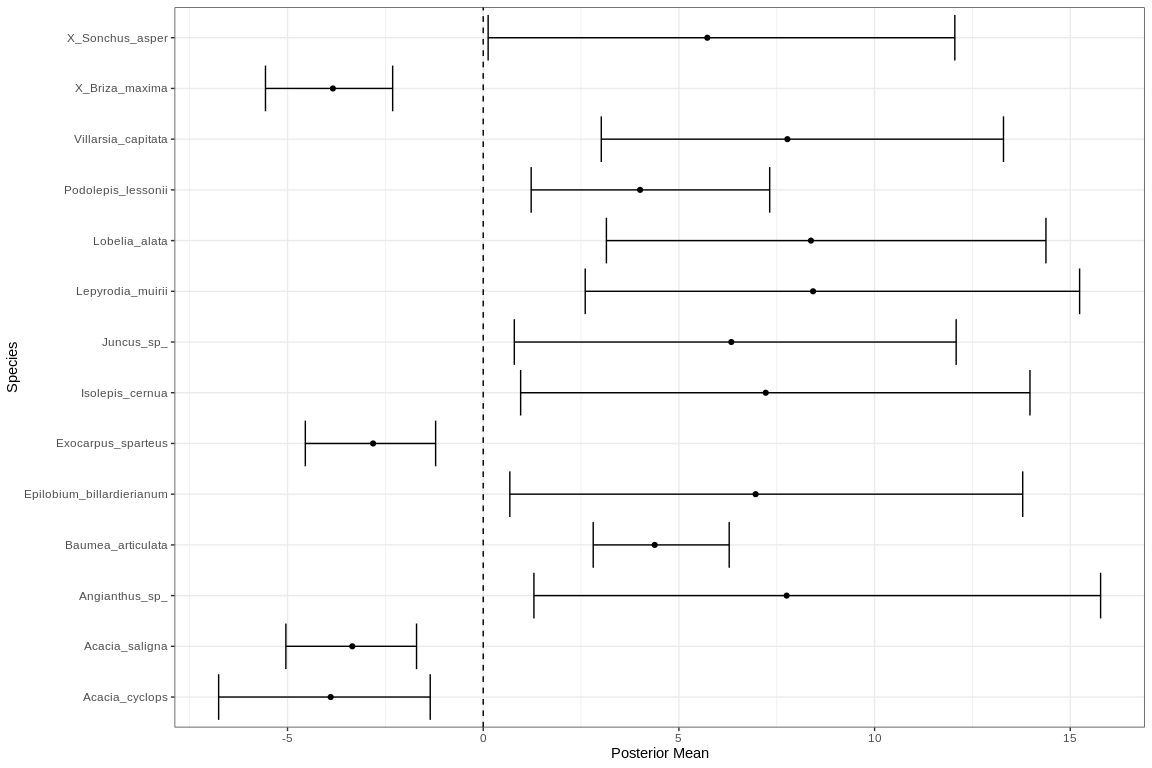 X_Sonchus_asper
X_Briza_maxima
Villarsia_capitata
Podolepis_lessonii
Lobelia_alata
Lepyrodia_muirii
Juncus_sp_
Isolepis_cernua
Exocarpus_sparteus
Epilobium_billardierianum
Baumea_articulata
Angianthus_sp_
Acacia_saligna
Acacia_cyclops
Species
-5 0 5 10 15
Posterior Mean